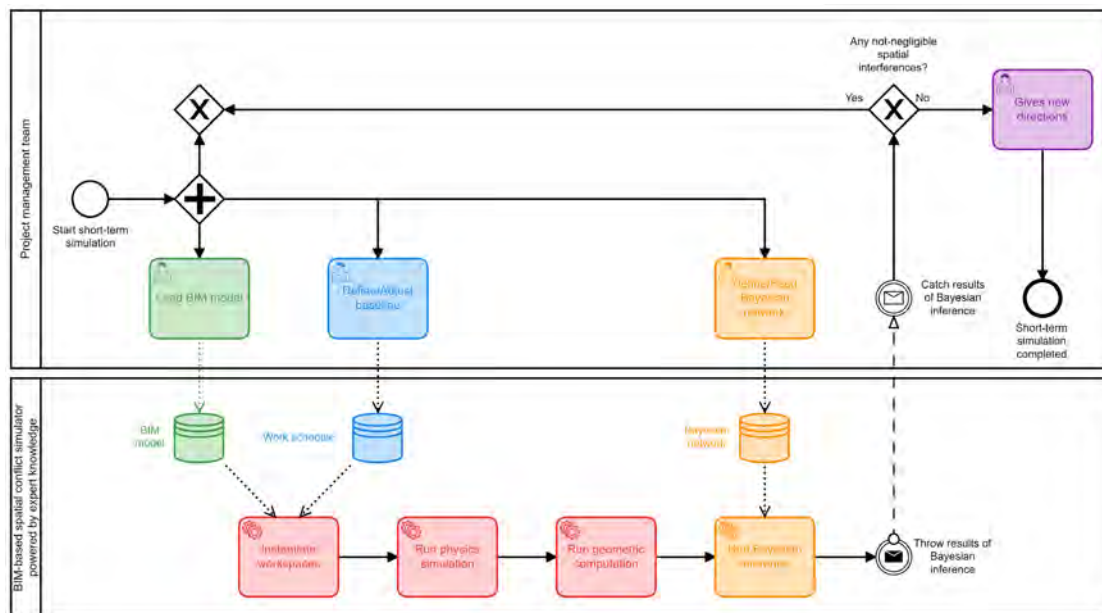 Project management team
Any not-negligible
spatial
interferences?
Yes
No
Gives new
directions
Start short-term
simulation
Load BIM model
Refine/Adjust
baseline
Bayesian
network
Catch results
of Bayesian
inference
Short-term
simulation
completed
BIM-based spatial conflict simulator
powered by expert knowledge
BIM
model
Work schedule
Bayesian
network
Instantiate
workspaces
Run physics
simulation
Run geometric
computation
Run Bayesian
inference
Throw results of
Bayesian
inference